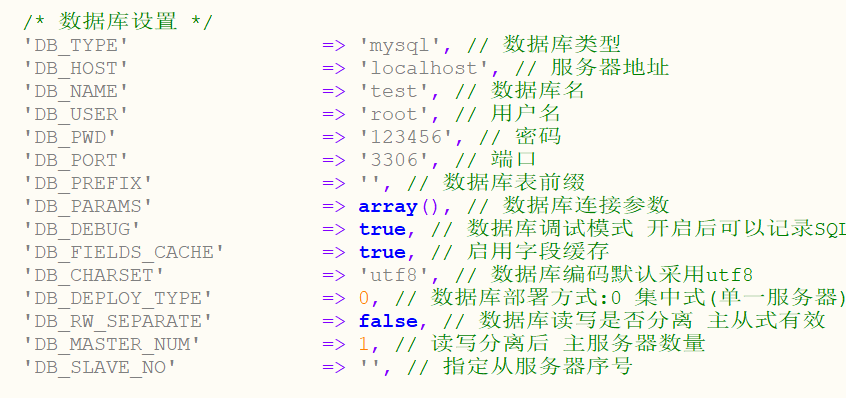 /* 数据库设置 */
'DB_TYPE' => 'mysql', // 数据库类型
'DB_HOST' => 'localhost', // 服务器地址
'DB_NAME' => 'test', // 数据库名
'DB_USER' => 'root', // 用户名
'DB_PWD' => '123456', // 密码
'DB_PORT' => '3306', // 端口
'DB_PREFIX' => '', // 数据库表前缀
'DB_PARAMS' => array(), // 数据库连接参数
'DB_DEBUG' => true, // 数据库调试模式 开启后可以记录SQL
'DB_FIELDS_CACHE' => true, // 启用字段缓存
'DB_CHARSET' => 'utf8', // 数据库编码默认采用utf8
'DB_DEPLOY_TYPE' => 0, // 数据库部署方式:0 集中式(单一服务器)
'DB_RW_SEPARATE' => false, // 数据库读写是否分离 主从式有效
'DB_MASTER_NUM' => 1, // 读写分离后 主服务器数量
'DB_SLAVE_NO' => '', // 指定从服务器序号